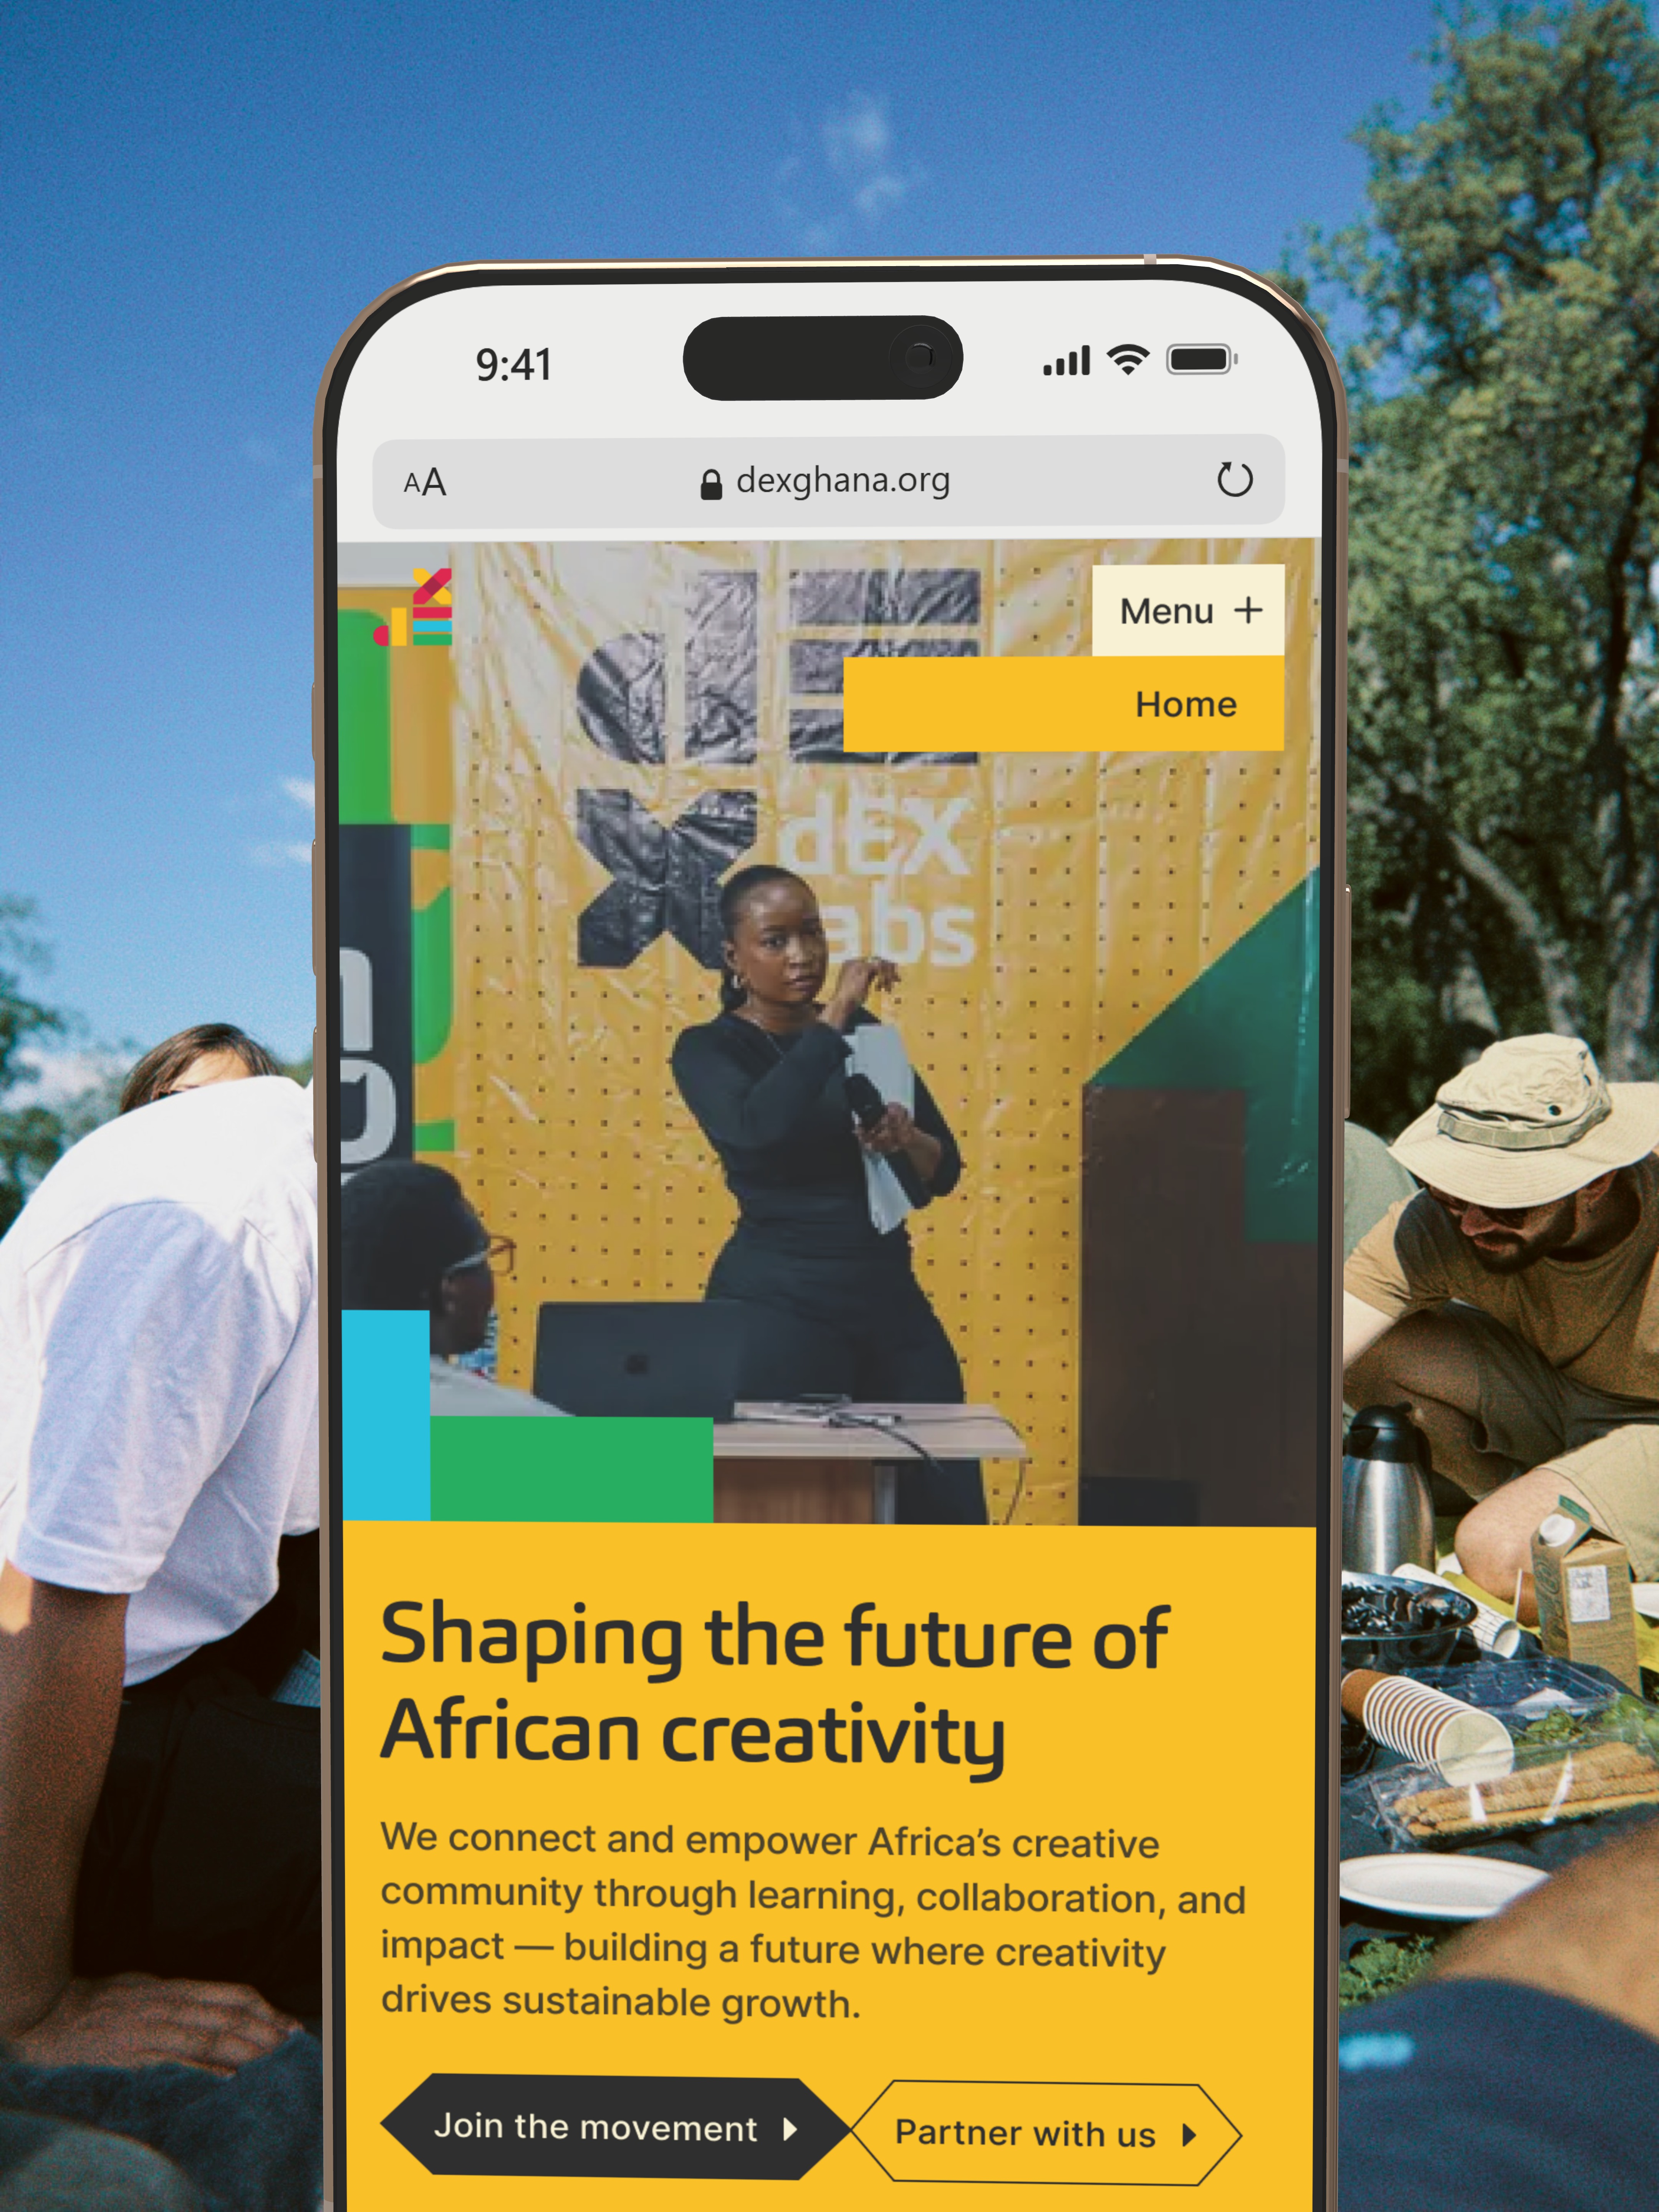 9:41
AA
dexghana.org
Menu +
Home
dEX
labs
Shaping the future of
African creativity
We connect and empower Africa’s creative
community through learning, collaboration, and
impact — building a future where creativity
drives sustainable growth.
Join the movement
Partner with us